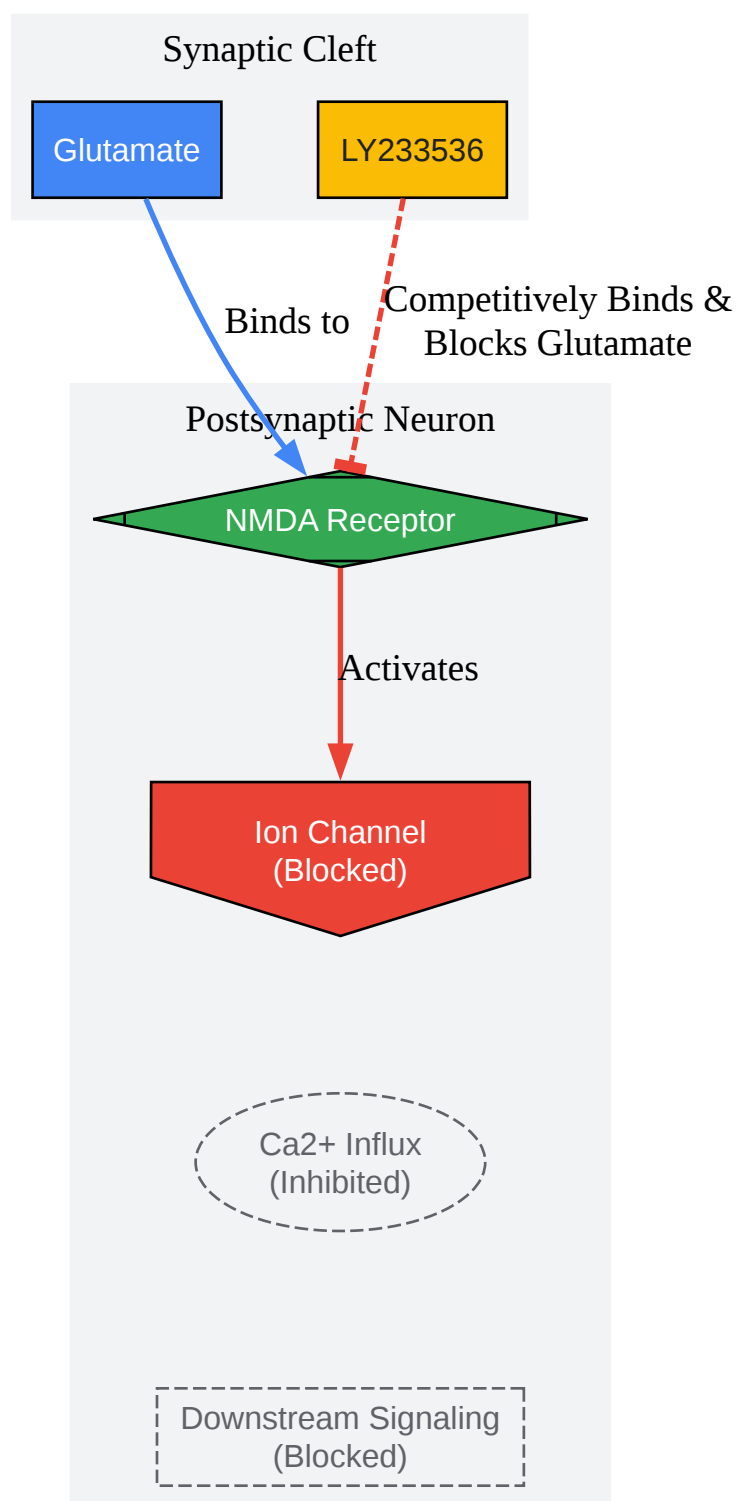 Synaptic Cleft
Glutamate
LY233536
Binds to
Competitively Binds &
Blocks Glutamate
Postsynaptic Neuron
NMDA Receptor
Activates
Ion Channel
(Blocked)
Ca2+ Influx
(Inhibited)
Downstream Signaling
(Blocked)